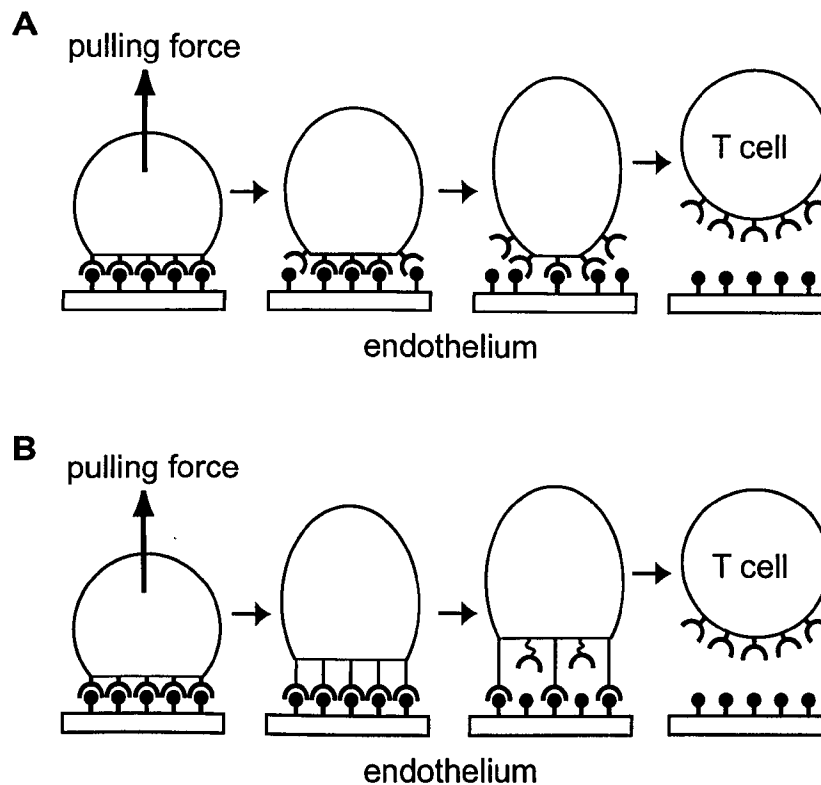 A
pulling force
T cell
endothelium
B
pulling force
T cell
endothelium